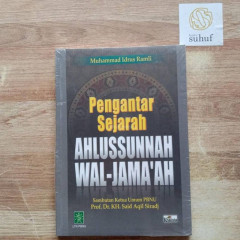 suhuf
Muhammad Idrus Ramli
Pengantar
Sejarah
AHLUSSUNNAH
WAL-JAMA'AH
Sambutan Ketua Umum PBNU
Prof. Dr. KH. Said Aqil Siradj